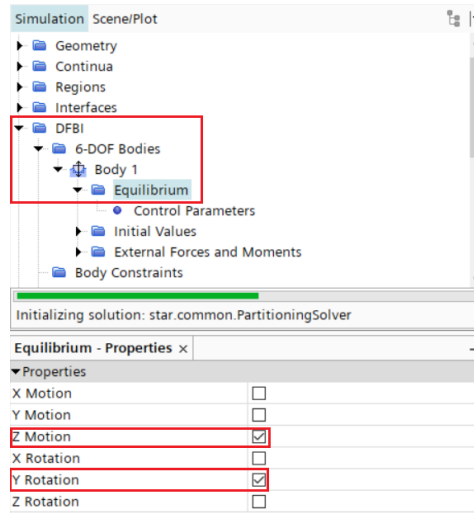 Simulation Scene/Plot
Geometry
Continua
Regions
Interfaces
DFBI
6-DOF Bodies
Body 1
Equilibrium
Control Parameters
Initial Values
External Forces and Moments
Body Constraints
Initializing solution: star.common.PartitioningSolver
Equilibrium - Properties ×
Properties
X Motion
Y Motion
Z Motion
X Rotation
Y Rotation
Z Rotation